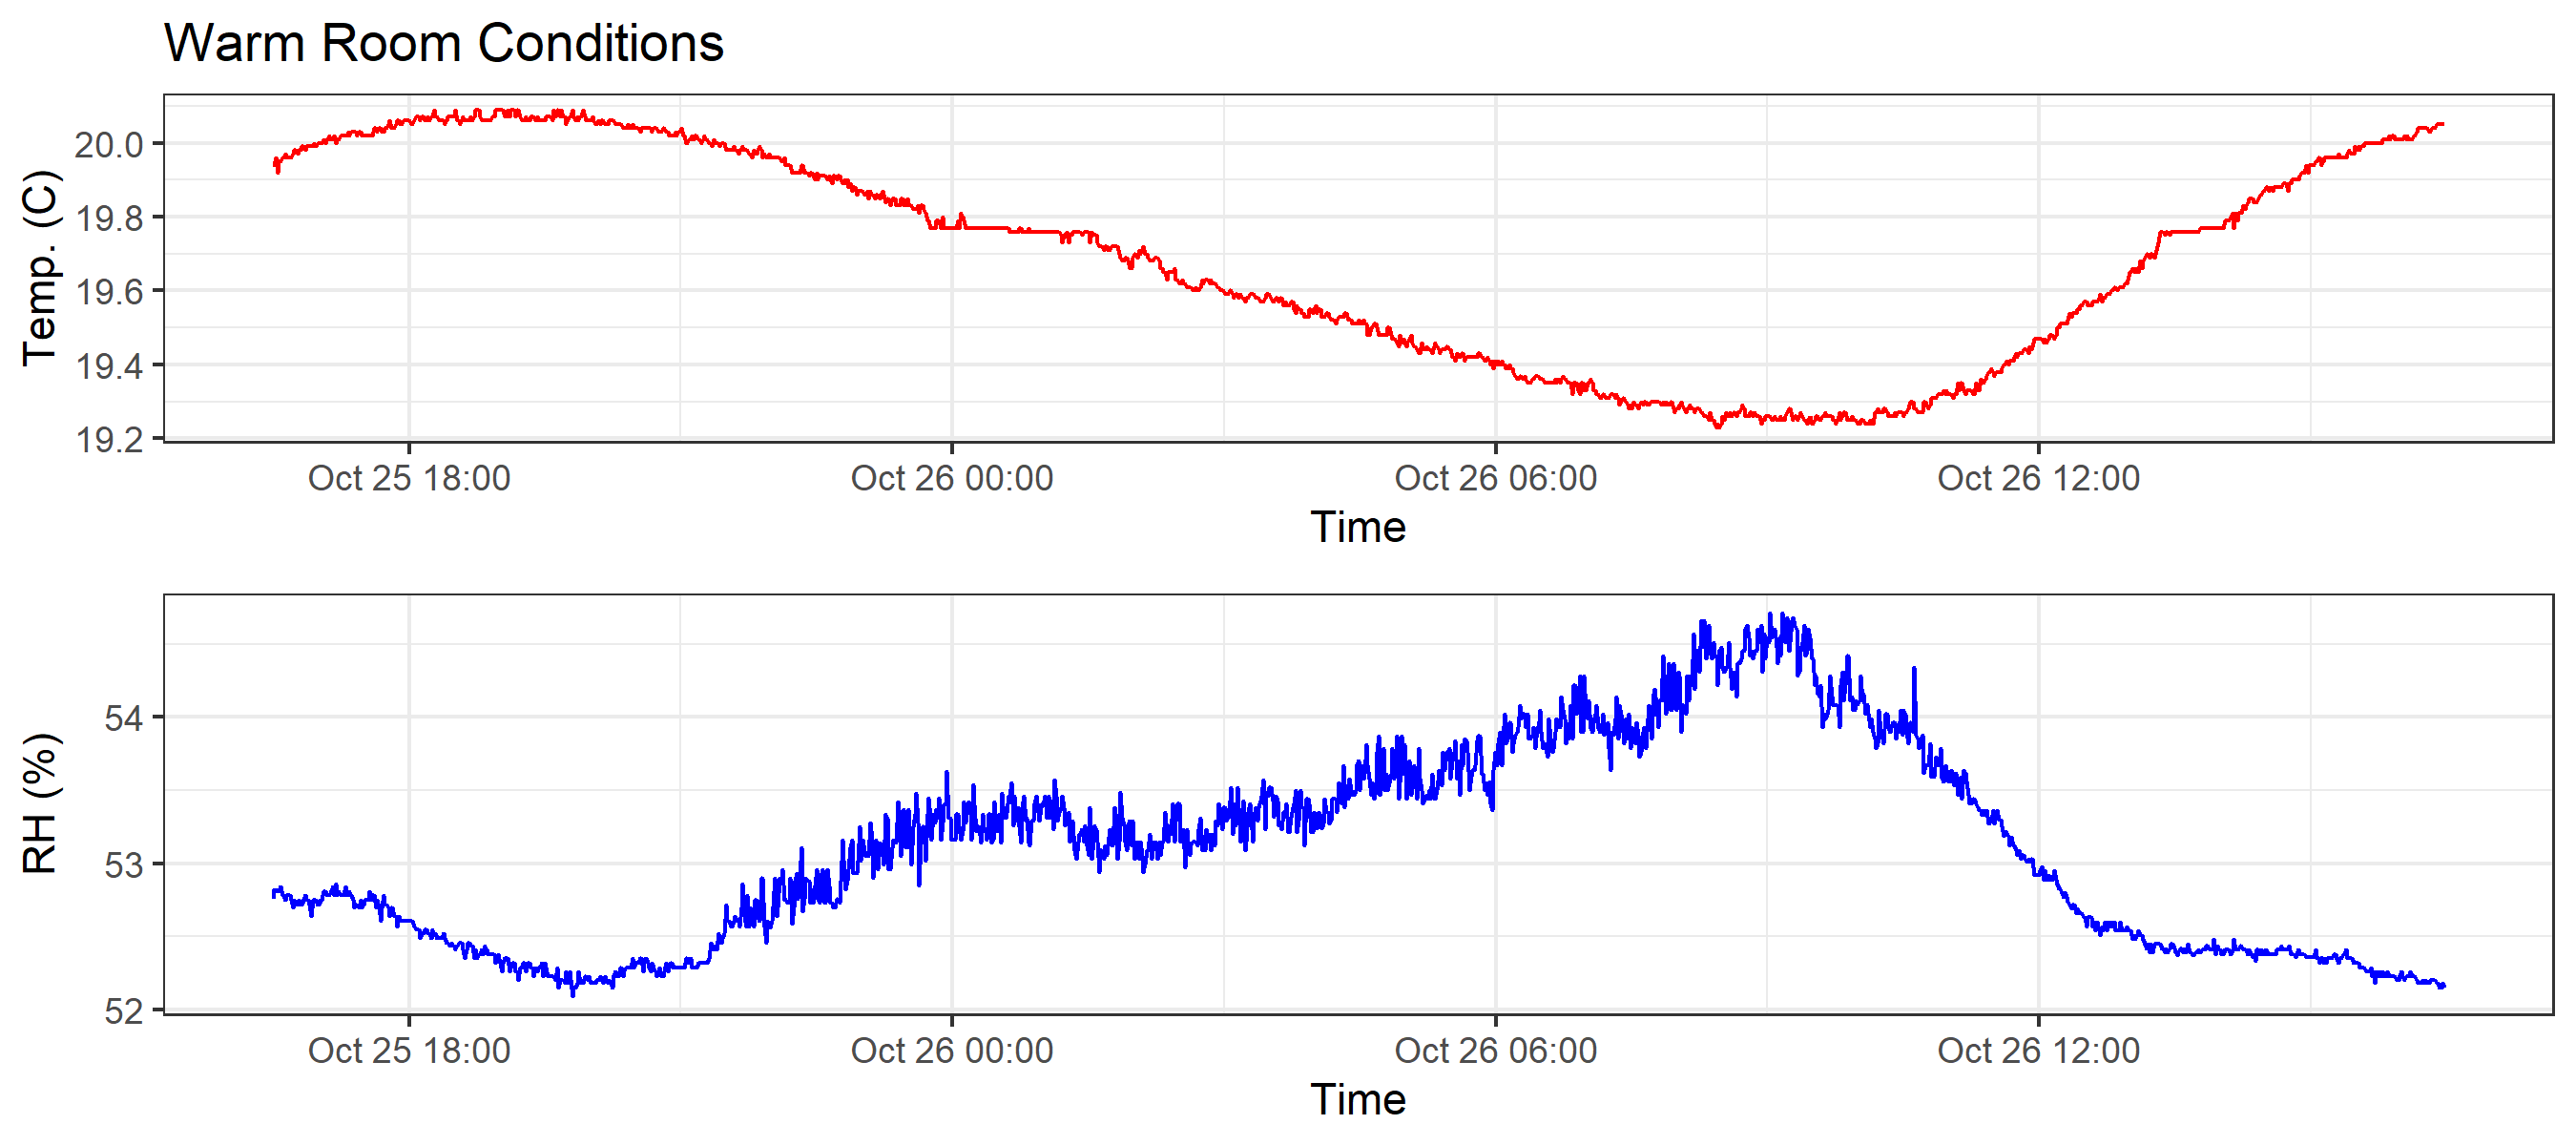 Warm Room Conditions
Temp. (C)
20.0
19.8
19.6
19.4
19.2
Oct 25 18:00 Oct 26 00:00 Oct 26 06:00 Oct 26 12:00
Time
RH (%)
54
53
52
Oct 25 18:00 Oct 26 00:00 Oct 26 06:00 Oct 26 12:00
Time